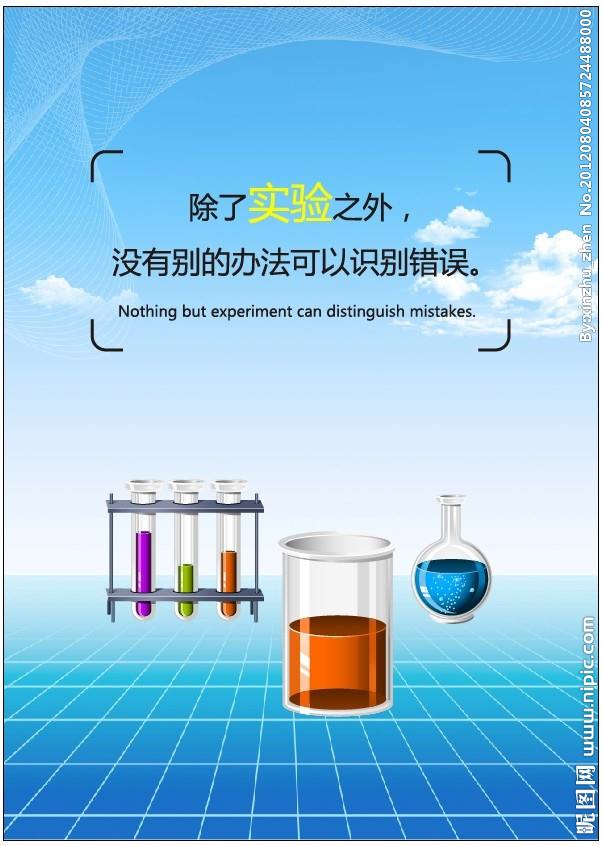 除了实验之外，
没有别的办法可以识别错误。
Nothing but experiment can distinguish mistakes.
By:xinzhu_zhen No.20120804085724488000
昵图网 www.nipic.com